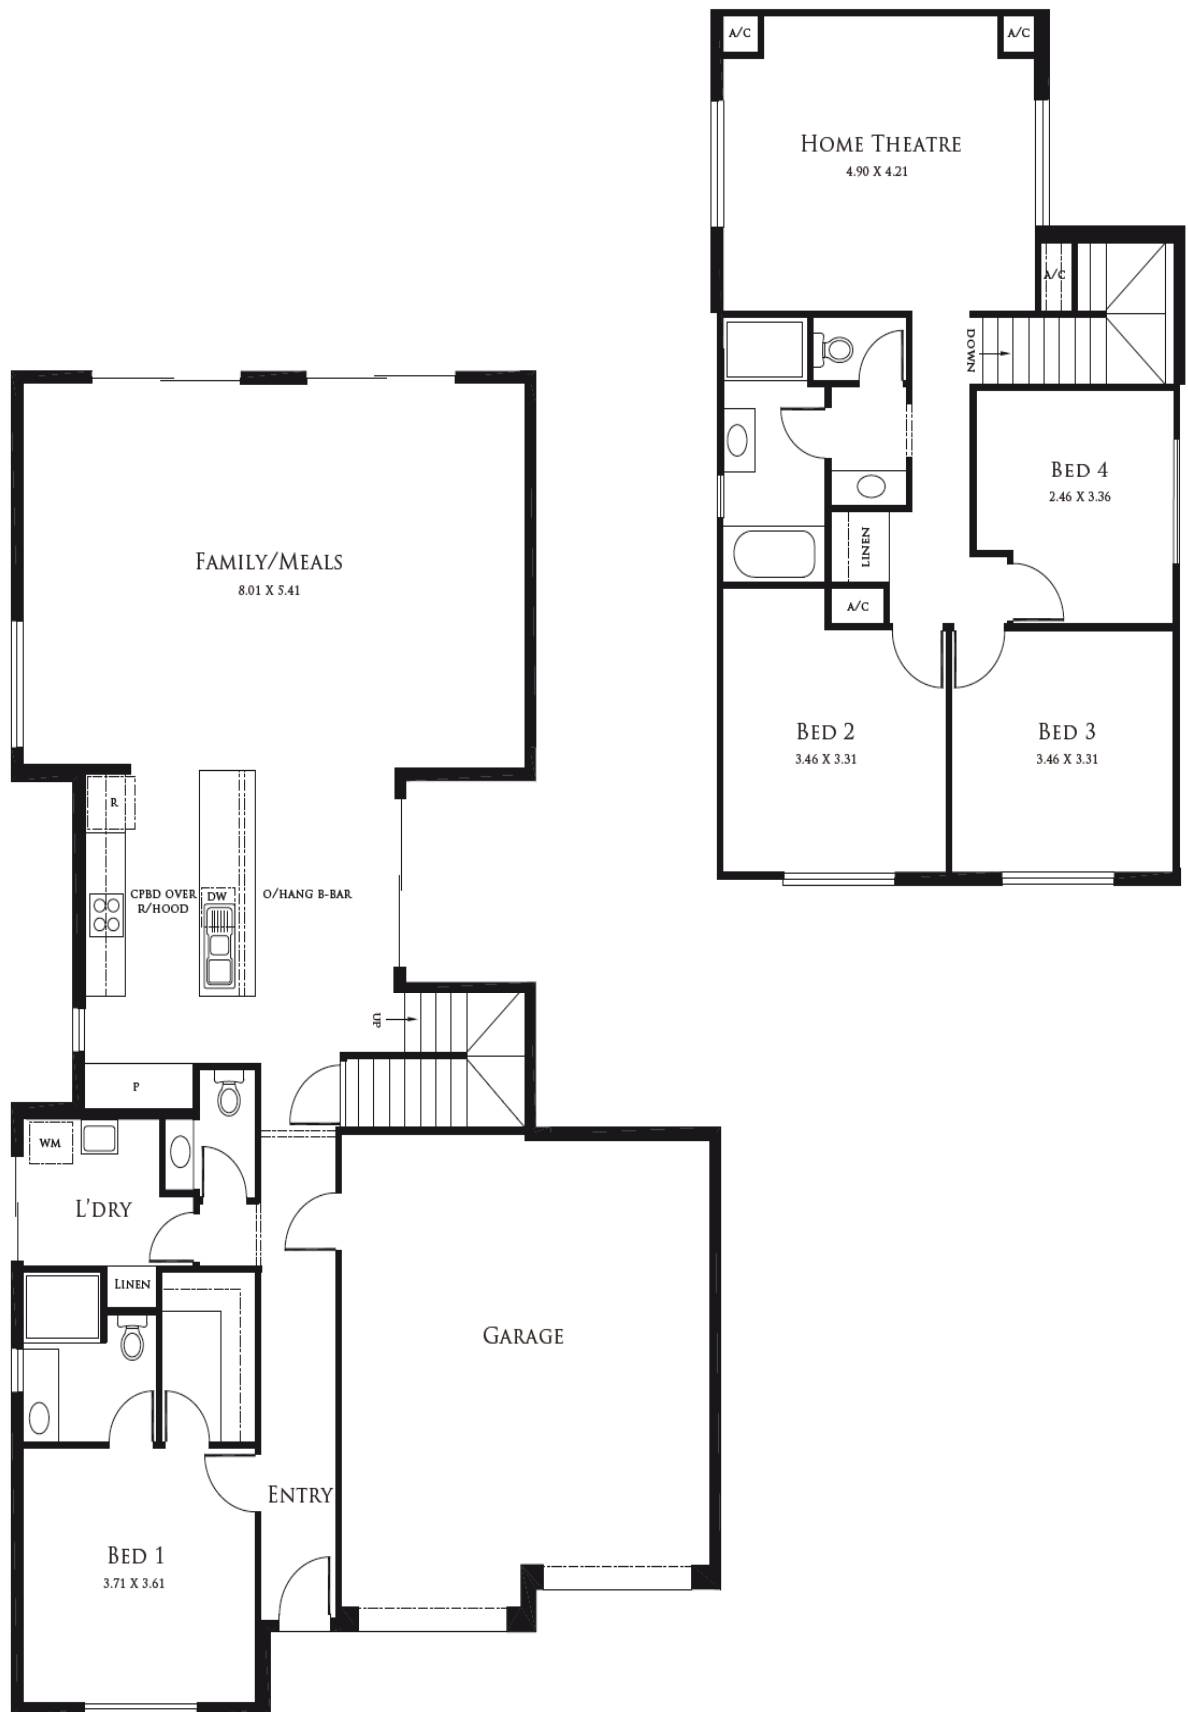 A/C
A/C
HOME THEATRE
4.90 X 4.21
A/C
DOWN
BED 4
2.46 X 3.36
LINEN
A/C
BED 2
3.46 X 3.31
BED 3
3.46 X 3.31
FAMILY/MEALS
8.01 X 5.41
R
CPBD OVER
R/HOOD
DW
O/HANG B-BAR
UP
P
WM
L'DRY
LINEN
GARAGE
ENTRY
BED 1
3.71 X 3.61